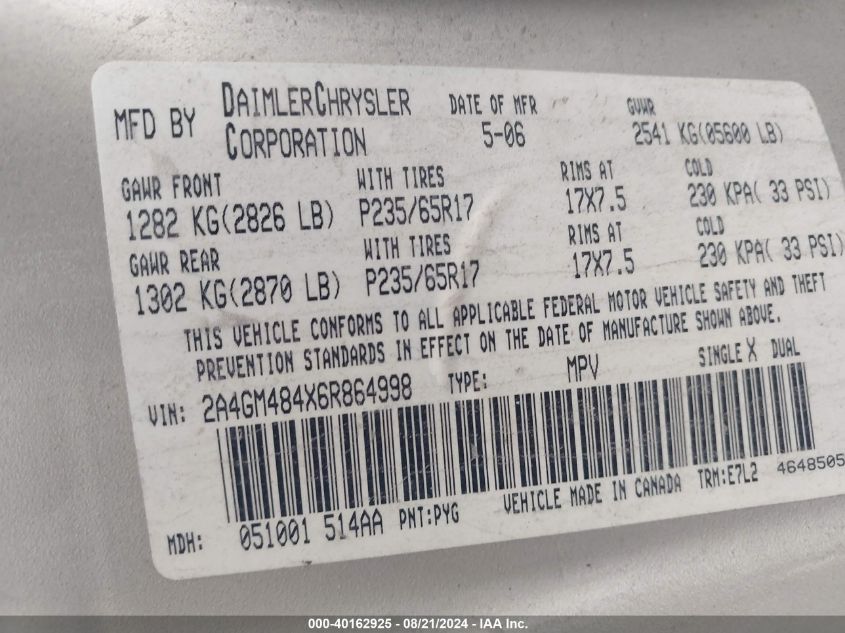 MFD BY DAIMLERCHRYSLER CORPORATION DATE OF MFR 5-06 GVWR 2541 KG(05600 LB)
GAWR FRONT WITH TIRES RIMS AT COLD
1282 KG(2826 LB) P235/65R17 17X7.5 230 KPA( 33 PSI)
GAWR REAR WITH TIRES RIMS AT COLD
1302 KG(2870 LB) P235/65R17 17X7.5 230 KPA( 33 PSI)
THIS VEHICLE CONFORMS TO ALL APPLICABLE FEDERAL MOTOR VEHICLE SAFETY AND THEFT
PREVENTION STANDARDS IN EFFECT ON THE DATE OF MANUFACTURE SHOWN ABOVE.
VIN: 2A4GM484X6R864998 TYPE: MPV SINGLE X DUAL
MDH: 051001 514AA PNT:PYG VEHICLE MADE IN CANADA TRM:E7L2 4648505
000-40162925 - 08/21/2024 - IAA Inc.